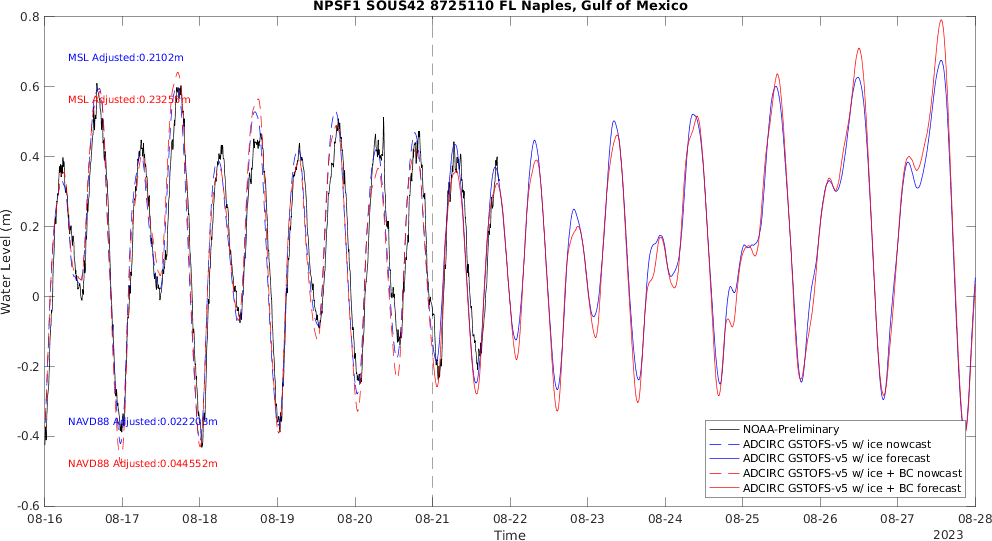 NPSF1 SOUS42 8725110 FL Naples, Gulf of Mexico
0.8
MSL Adjusted:0.2102m
0.6
MSL Adjusted:0.2325 m
0.4
0.2
Water Level (m)
0
-0.2
NAVD88 Adjusted:0.022203m
-0.4
NAVD88 Adjusted:0.044552m
-0.6
NOAA-Preliminary
ADCIRC GSTOFS-v5 w/ ice nowcast
ADCIRC GSTOFS-v5 w/ ice forecast
ADCIRC GSTOFS-v5 w/ ice + BC nowcast
ADCIRC GSTOFS-v5 w/ ice + BC forecast
08-16 08-17 08-18 08-19 08-20 08-21 08-22 08-23 08-24 08-25 08-26 08-27 08-28
Time
2023